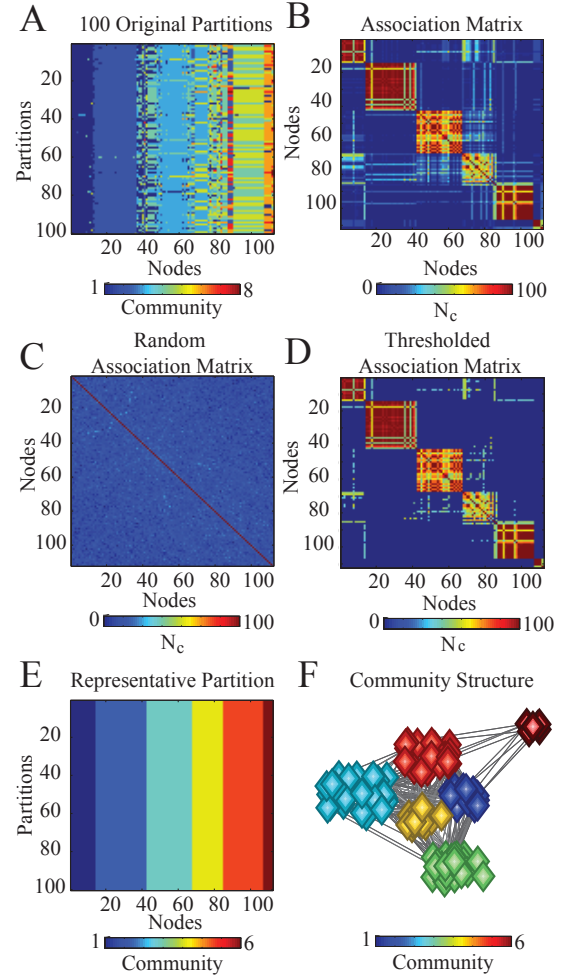 A 100 Original Partitions
Partitions
20
40
60
80
100
20 40 60 80 100
Nodes
1 8
Community
B Association Matrix
Nodes
20
40
60
80
100
20 40 60 80 100
Nodes
0 100
N_c
C Random
Association Matrix
Nodes
20
40
60
80
100
20 40 60 80 100
Nodes
0 100
N_c
D Thresholded
Association Matrix
Nodes
20
40
60
80
100
20 40 60 80 100
Nodes
0 100
N_c
E Representative Partition
Partitions
20
40
60
80
100
20 40 60 80 100
Nodes
1 6
Community
F Community Structure
1 6
Community